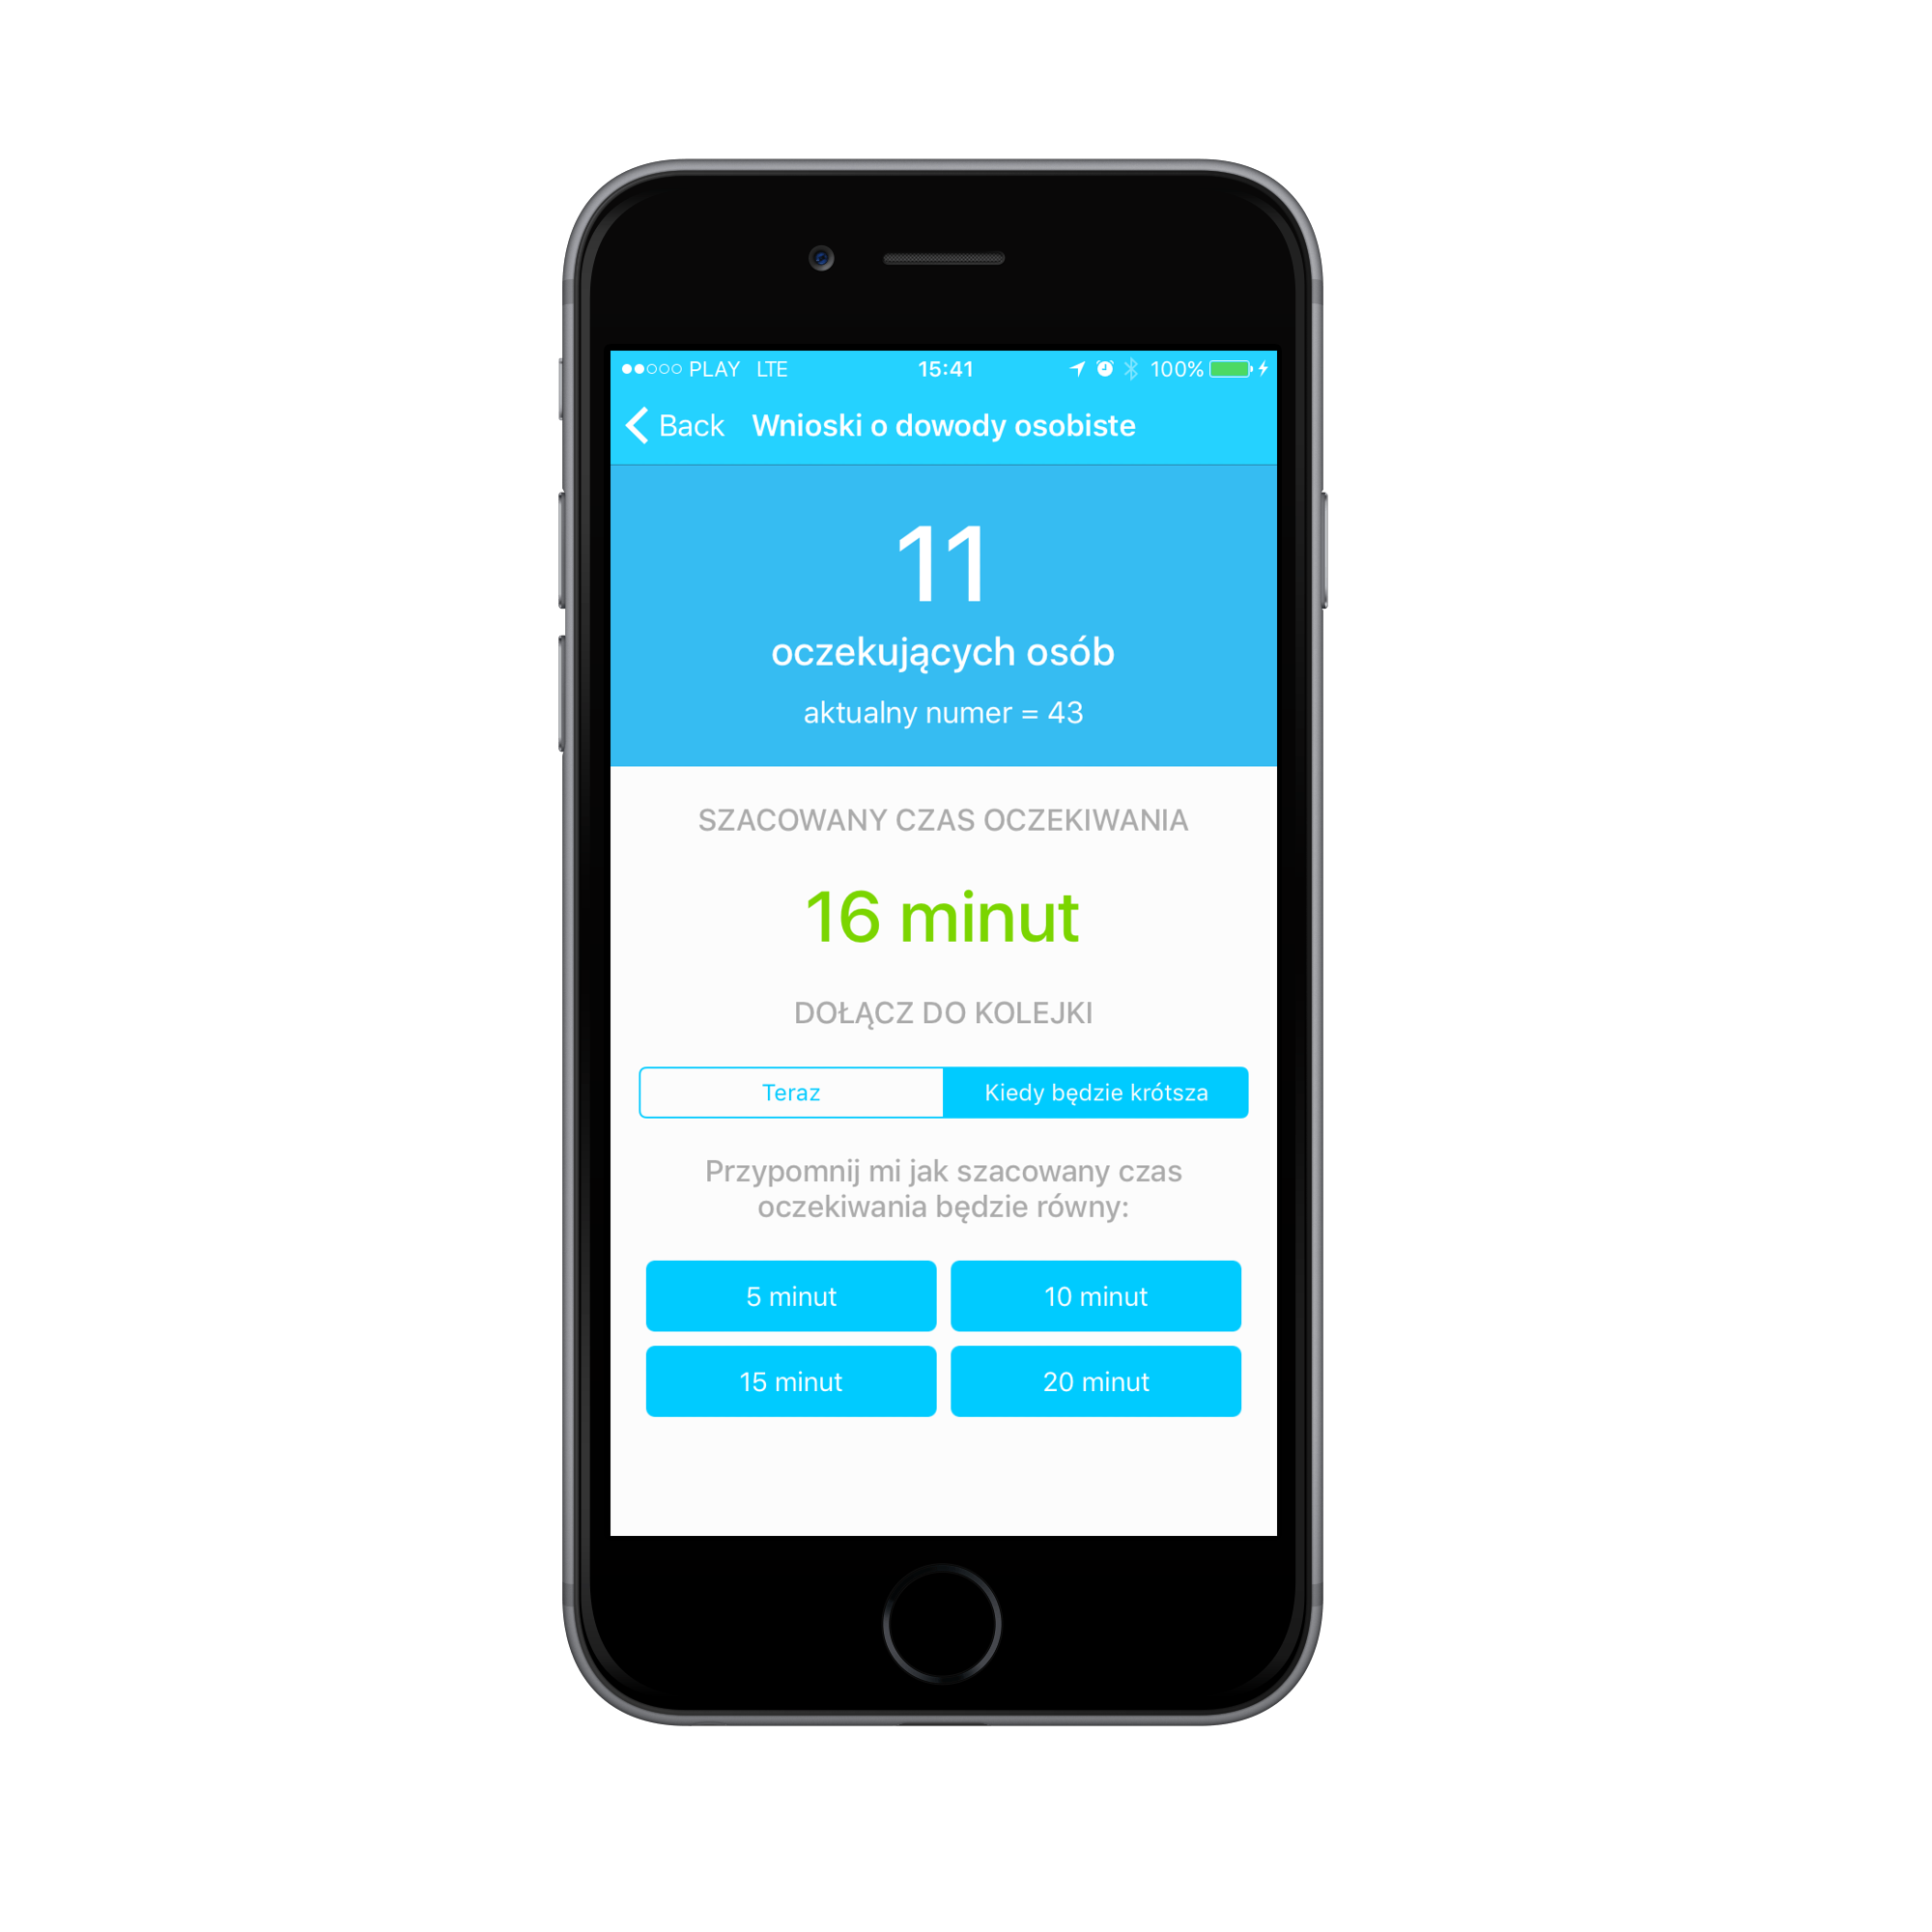 PLAY LTE 15:41 100%
Back Wnioski o dowody osobiste
11
oczekujących osób
aktualny numer = 43
SZACOWANY CZAS OCZEKIWANIA
16 minut
DOŁĄCZ DO KOLEJKI
Teraz Kiedy będzie krótsza
Przypomnij mi jak szacowany czas
oczekiwania będzie równy:
5 minut 10 minut
15 minut 20 minut